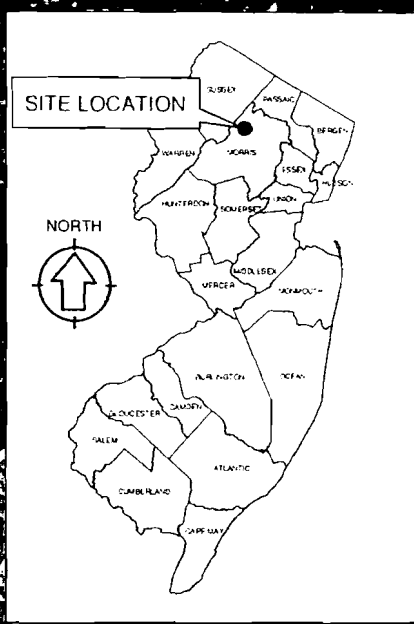 SUSSEX
PASSAIC
SITE LOCATION
BERGEN
WARREN
MORRIS
ESSEX
HUDSON
HUNTERDON
SOMERSET
UNION
NORTH
MIDDLESEX
MERCER
MONMOUTH
BURLINGTON
OCEAN
GLOUCESTER
CAMDEN
SALEM
ATLANTIC
CUMBERLAND
CAPE MAY